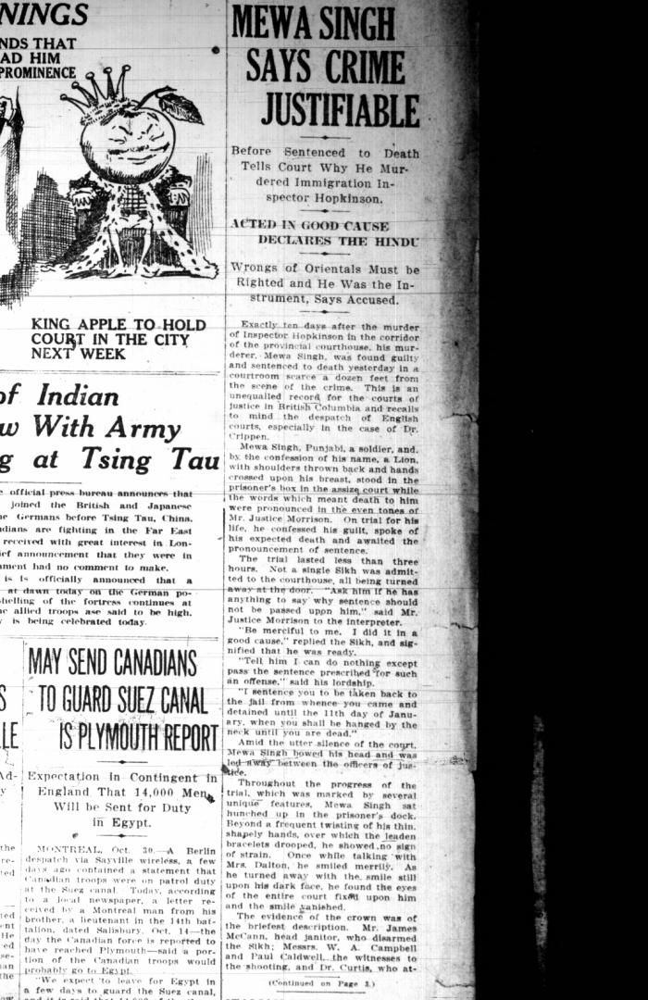 NINGS
NDS THAT
AD HIM
PROMINENCE
KING APPLE TO HOLD
COURT IN THE CITY
NEXT WEEK
of Indian
w With Army
g at Tsing Tau
e official press bureau announces that
joined the British and Japanese
he Germans before Tsing Tau, China.
ndians are fighting in the Far East
received with great interest in Lon-
ief announcement that they were in
nment had no comment to make.
is is officially announced that a
at dawn today on the German po-
shelling of the fortress continues at
he allied troops ase said to be high.
y is being celebrated today.
S
LLE
Ad-
y
the
re-
ted
MAY SEND CANADIANS
TO GUARD SUEZ CANAL
IS PLYMOUTH REPORT
Expectation in Contingent in
England That 14,000 Men
Will be Sent for Duty
in Egypt.
MONTREAL, Oct. 30.—A Berlin
despatch via Sayville wireless, a few
days ago contained a statement that
Canadian troops were on patrol duty
at the Suez canal. Today, according
to a local newspaper, a letter re-
ceived by a Montreal man from his
brother, a lieutenant in the 14th bat-
talion, dated Salisbury, Oct. 14—the
day the Canadian force is reported to
have reached Plymouth—said a por-
tion of the Canadian troops would
probably go to Egypt.
"We expect to leave for Egypt in
a few days to guard the Suez canal,
and it is said that 14,000 of the
MEWA SINGH
SAYS CRIME
JUSTIFIABLE
Before Sentenced to Death
Tells Court Why He Mur-
dered Immigration In-
spector Hopkinson.
ACTED IN GOOD CAUSE
DECLARES THE HINDU
Wrongs of Orientals Must be
Righted and He Was the In-
strument, Says Accused.
Exactly ten days after the murder
of Inspector Hopkinson in the corridor
of the provincial courthouse, his mur-
derer, Mewa Singh, was found guilty
and sentenced to death yesterday in a
courtroom scarce a dozen feet from
the scene of the crime. This is an
unequalled record for the courts of
justice in British Columbia and recalls
to mind the despatch of English
courts, especially in the case of Dr.
Crippen.
Mewa Singh, Punjabi, a soldier, and,
by the confession of his name, a Lion,
with shoulders thrown back and hands
crossed upon his breast, stood in the
prisoner's box in the assize court while
the words which meant death to him
were pronounced in the even tones of
Mr. Justice Morrison. On trial for his
life, he confessed his guilt, spoke of
his expected death and awaited the
pronouncement of sentence.
The trial lasted less than three
hours. Not a single Sikh was admit-
ted to the courthouse, all being turned
away at the door. "Ask him if he has
anything to say why sentence should
not be passed uppn him," said Mr.
Justice Morrison to the interpreter.
"Be merciful to me. I did it in a
good cause," replied the Sikh, and sig-
nified that he was ready.
"Tell him I can do nothing except
pass the sentence prescribed for such
an offense," said his lordship.
"I sentence you to be taken back to
the jail from whence you came and
detained until the 11th day of Janu-
ary, when you shall be hanged by the
neck until you are dead."
Amid the utter silence of the court,
Mewa Singh bowed his head and was
led away between the officers of jus-
tice.
Throughout the progress of the
trial, which was marked by several
unique features, Mewa Singh sat
hunched up in the prisoner's dock.
Beyond a frequent twisting of his thin,
shapely hands, over which the leaden
bracelets drooped, he showed no sign
of strain. Once while talking with
Mrs. Dalton, he smiled merrily. As
he turned away with the smile still
upon his dark face, he found the eyes
of the entire court fixed upon him
and the smile vanished.
The evidence of the crown was of
the briefest description. Mr. James
McCann, head janitor, who disarmed
the Sikh; Messrs. W. A. Campbell
and Paul Caldwell, the witnesses to
the shooting, and Dr. Curtis, who at-
(Continued on Page 3.)